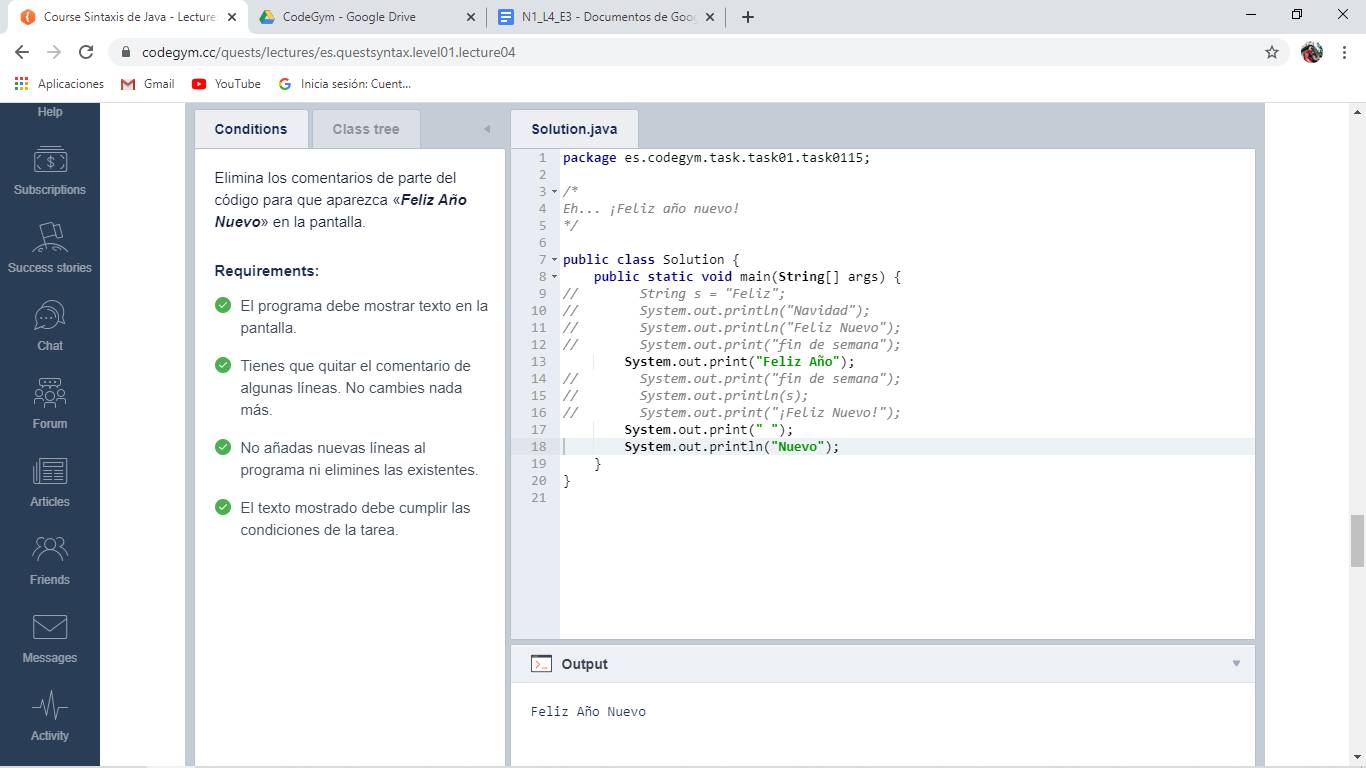 Course Sintaxis de Java - Lecture:
CodeGym - Google Drive
N1_L4_E3 - Documentos de Goog
codegym.cc/quests/lectures/es.questsyntax.level01.lecture04
Aplicaciones
Gmail
YouTube
Inicia sesión: Cuent...
Help
Subscriptions
Success stories
Chat
Forum
Articles
Friends
Messages
Activity
Conditions
Class tree
Elimina los comentarios de parte del
código para que aparezca «Feliz Año
Nuevo» en la pantalla.
Requirements:
El programa debe mostrar texto en la
pantalla.
Tienes que quitar el comentario de
algunas líneas. No cambies nada
más.
No añadas nuevas líneas al
programa ni elimines las existentes.
El texto mostrado debe cumplir las
condiciones de la tarea.
Solution.java
1 package es.codegym.task.task01.task0115;
2
3 /*
4 Eh... ¡Feliz año nuevo!
5 */
6
7 public class Solution {
8     public static void main(String[] args) {
9 //        String s = "Feliz";
10 //        System.out.println("Navidad");
11 //        System.out.println("Feliz Nuevo");
12 //        System.out.print("fin de semana");
13         System.out.print("Feliz Año");
14 //        System.out.print("fin de semana");
15 //        System.out.println(s);
16 //        System.out.print("¡Feliz Nuevo!");
17         System.out.print(" ");
18         System.out.println("Nuevo");
19     }
20 }
21
Output
Feliz Año Nuevo